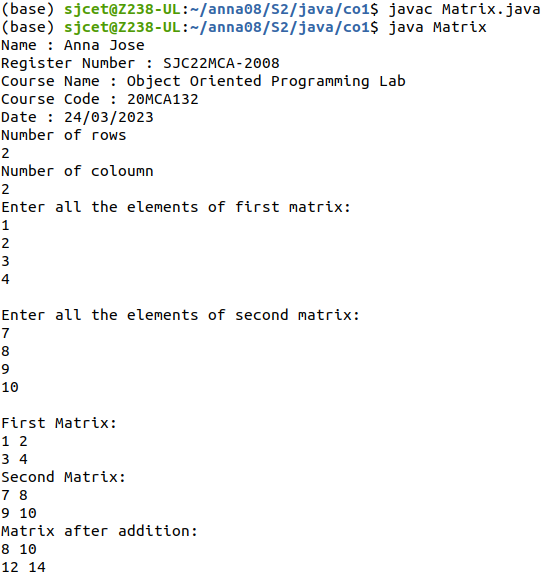 (base) sjcet@Z238-UL:~/anna08/S2/java/co1$ javac Matrix.java
(base) sjcet@Z238-UL:~/anna08/S2/java/co1$ java Matrix
Name : Anna Jose
Register Number : SJC22MCA-2008
Course Name : Object Oriented Programming Lab
Course Code : 20MCA132
Date : 24/03/2023
Number of rows
2
Number of coloumn
2
Enter all the elements of first matrix:
1
2
3
4
Enter all the elements of second matrix:
7
8
9
10
First Matrix:
1 2
3 4
Second Matrix:
7 8
9 10
Matrix after addition:
8 10
12 14